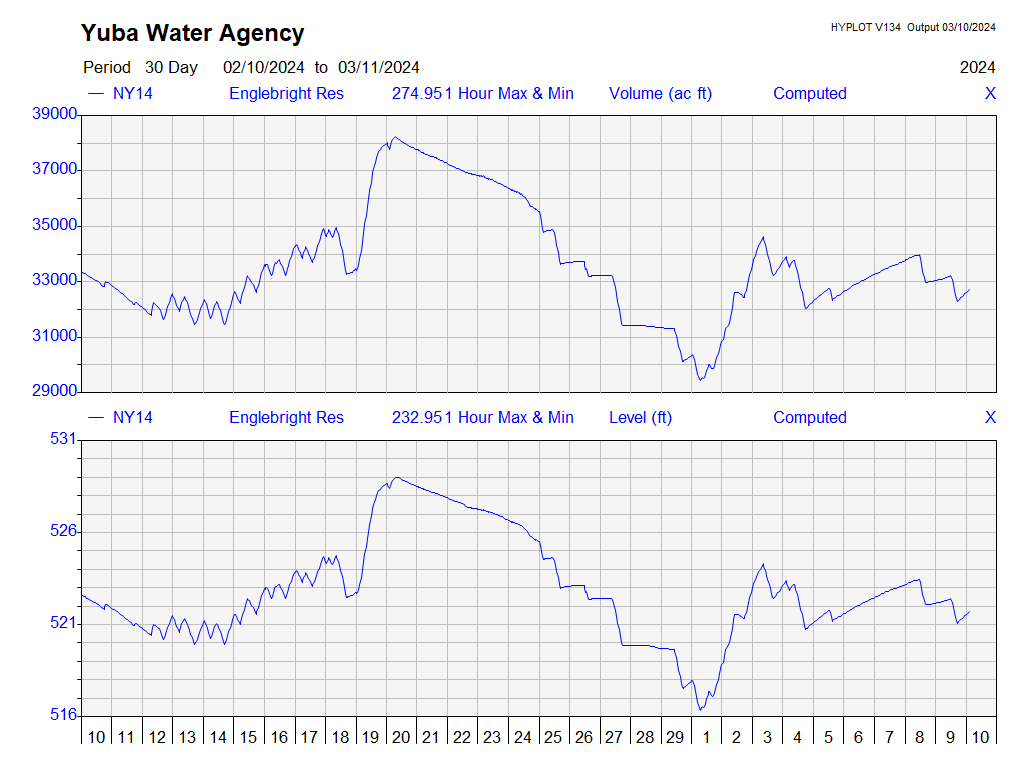 Yuba Water Agency
HYPLOT V134 Output 03/10/2024
Period 30 Day 02/10/2024 to 03/11/2024 2024
NY14 Englebright Res 274.951 Hour Max & Min Volume (ac ft) Computed X
39000
37000
35000
33000
31000
29000
NY14 Englebright Res 232.951 Hour Max & Min Level (ft) Computed X
531
526
521
516
10 11 12 13 14 15 16 17 18 19 20 21 22 23 24 25 26 27 28 29 1 2 3 4 5 6 7 8 9 10